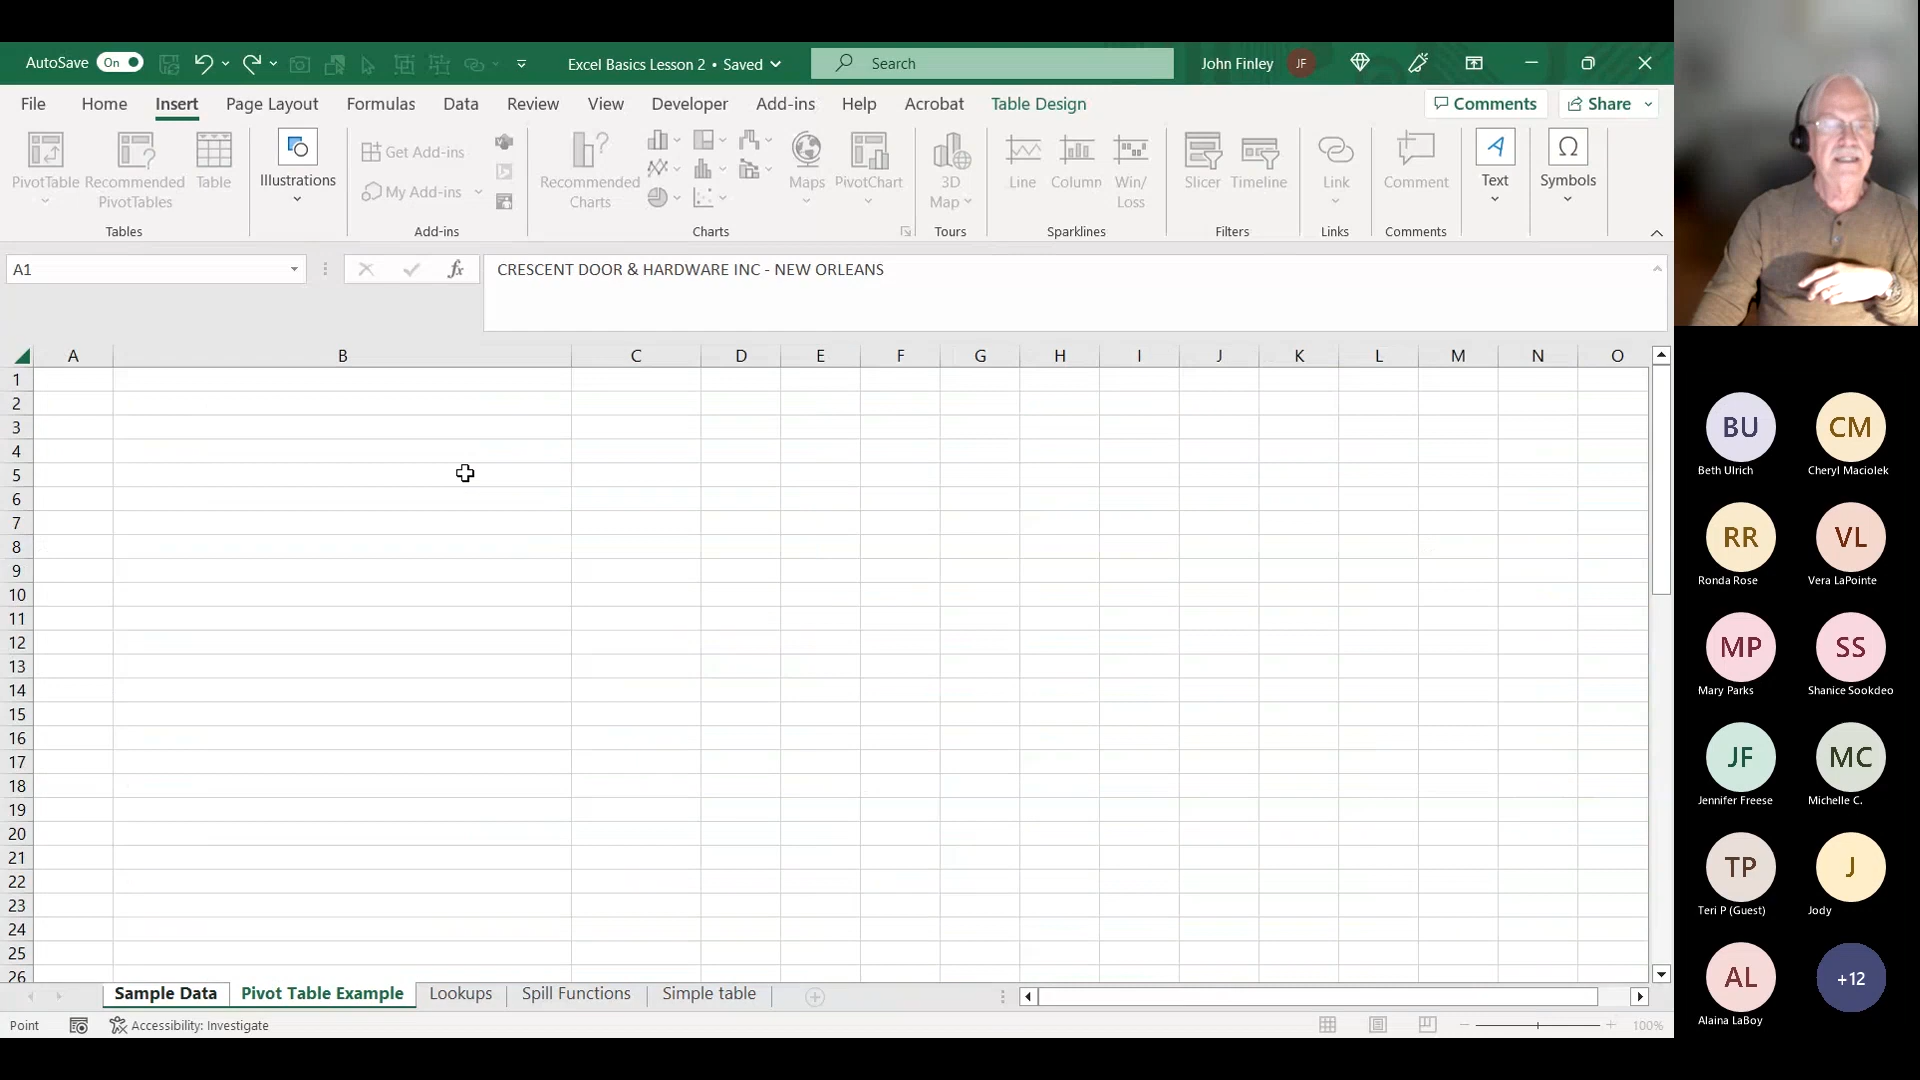 AutoSave On Excel Basics Lesson 2 • Saved Search John Finley JF
File Home Insert Page Layout Formulas Data Review View Developer Add-ins Help Acrobat Table Design Comments Share
PivotTable
Recommended
PivotTables
Table
Tables
Illustrations
Get Add-ins
My Add-ins
Add-ins
Recommended
Charts
Maps
PivotChart
Charts
3D
Map
Tours
Line
Column
Win/
Loss
Sparklines
Slicer
Timeline
Filters
Link
Links
Comment
Comments
Text
Ω
Symbols
A1 fx CRESCENT DOOR & HARDWARE INC - NEW ORLEANS
A B C D E F G H I J K L M N O
1
2
3
4
5
6
7
8
9
10
11
12
13
14
15
16
17
18
19
20
21
22
23
24
25
26
Sample Data Pivot Table Example Lookups Spill Functions Simple table
Point Accessibility: Investigate 100%
BU CM
Beth Ulrich Cheryl Maciolek
RR VL
Ronda Rose Vera LaPointe
MP SS
Mary Parks Shanice Sookdeo
JF MC
Jennifer Freese Michelle C.
TP J
Teri P (Guest) Jody
AL +12
Alaina LaBoy